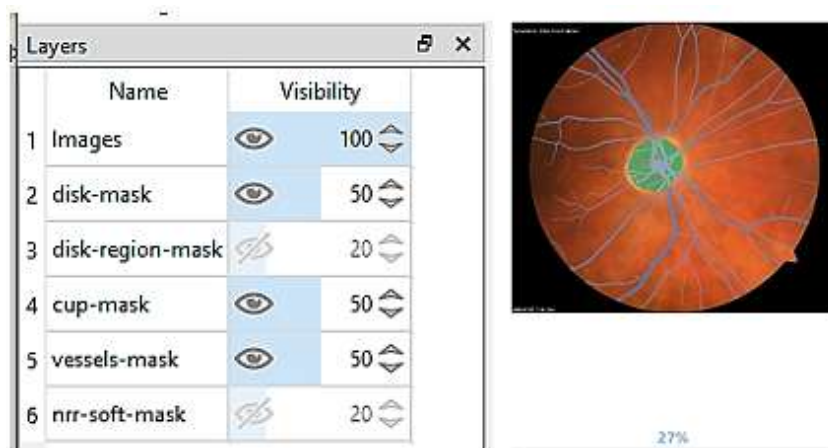 Layers
Name Visibility
1 Images 100
2 disk-mask 50
3 disk-region-mask 20
4 cup-mask 50
5 vessels-mask 50
6 nrr-soft-mask 20
27%